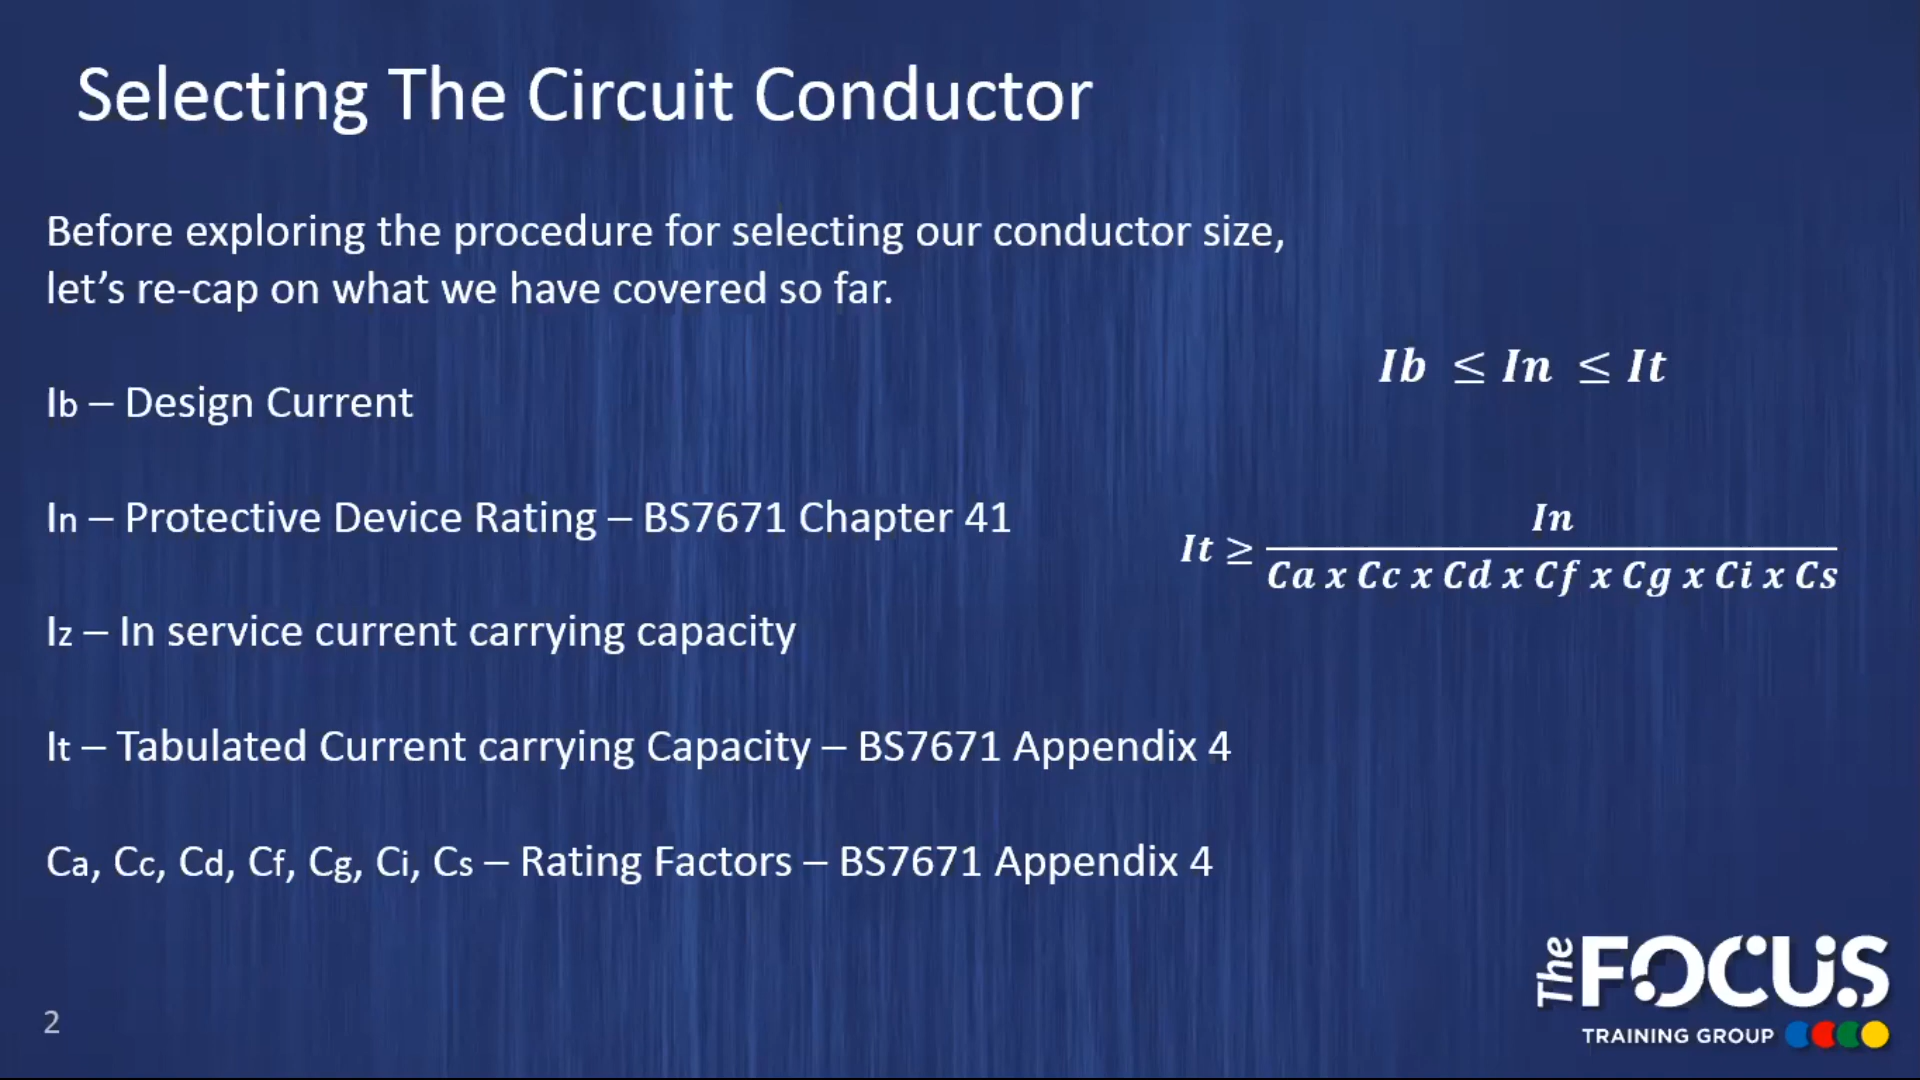 Selecting The Circuit Conductor
Before exploring the procedure for selecting our conductor size,
let’s re-cap on what we have covered so far.
Ib ≤ In ≤ It
Ib – Design Current
In – Protective Device Rating – BS7671 Chapter 41
It ≥ In
Ca x Cc x Cd x Cf x Cg x Ci x Cs
Iz – In service current carrying capacity
It – Tabulated Current carrying Capacity – BS7671 Appendix 4
Ca, Cc, Cd, Cf, Cg, Ci, Cs – Rating Factors – BS7671 Appendix 4
The FOCUS
TRAINING GROUP
2